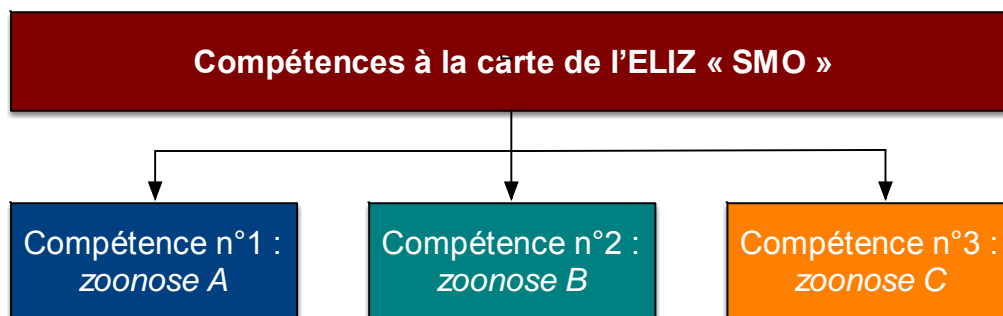 Compétences à la carte de l’ELIZ « SMO »
Compétence n°1 :
zoonose A
Compétence n°2 :
zoonose B
Compétence n°3 :
zoonose C